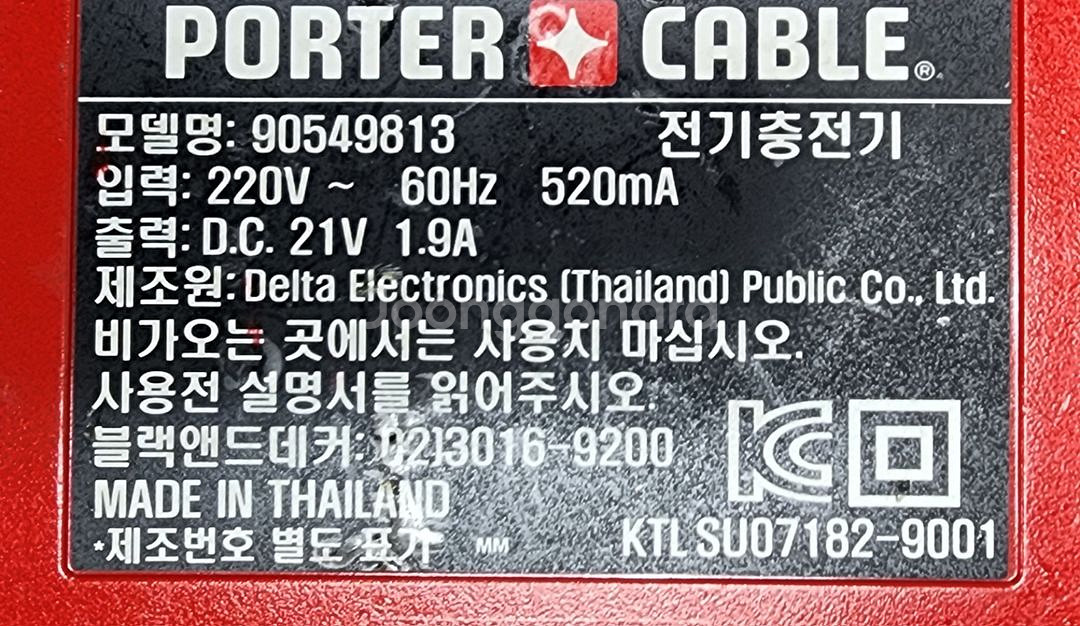 PORTER CABLE®
모델명: 90549813 전기충전기
입력: 220V ~ 60Hz 520mA
출력: D.C. 21V 1.9A
제조원: Delta Electronics (Thailand) Public Co., Ltd.
Joonggonara
비가오는 곳에서는 사용치 마십시오.
사용전 설명서를 읽어주시오.
블랙앤드데커: 02)3016-9200
MADE IN THAILAND
*제조번호 별도 표기 MM
KTL SU07182-9001